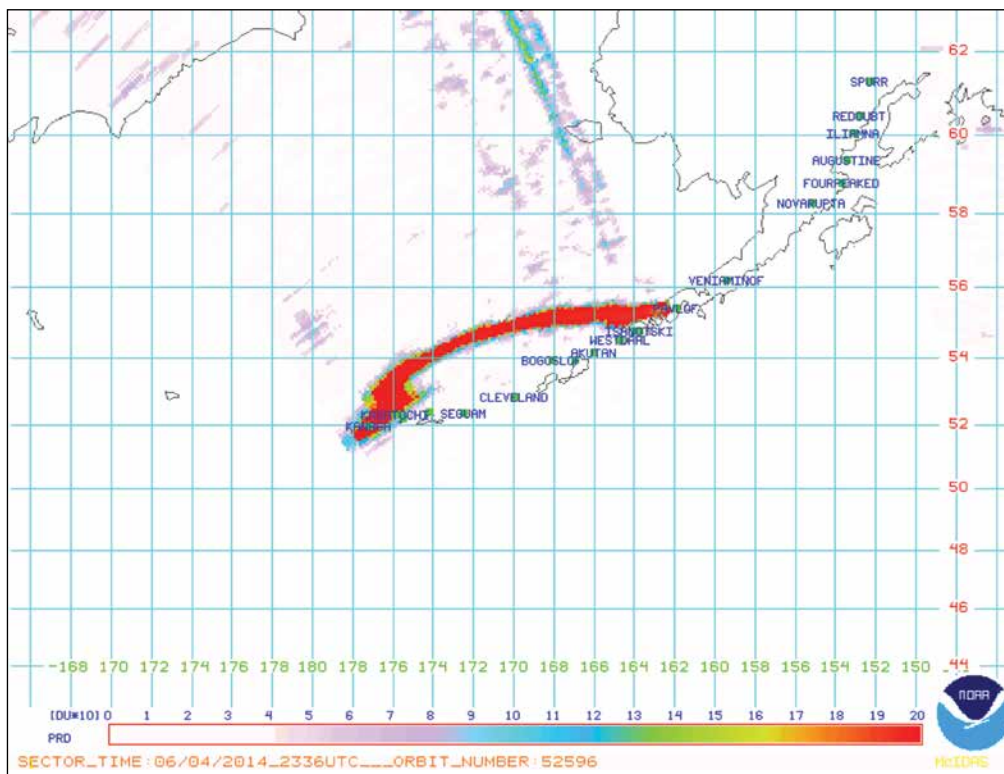 62
SPURR
REDOUBT
ILIAMNA
60
AUGUSTINE
FOURPEAKED
58
NOVARUPTA
VENIAMINOF
56
PAVLOF
ISANOTSKI
WESTDAHL
AKUTAN
BOGOSLOF
54
CLEVELAND
KASATOCHI SEGUAM
52
KANAGA
50
48
46
-168 170 172 174 176 178 180 178 176 174 172 170 168 166 164 162 160 158 156 154 152 150
44
[DU*10] 0 1 2 3 4 5 6 7 8 9 10 11 12 13 14 15 16 17 18 19 20
PRD
NOAA
SECTOR_TIME:06/04/2014_2336UTC___ORBIT_NUMBER:52596
McIDAS